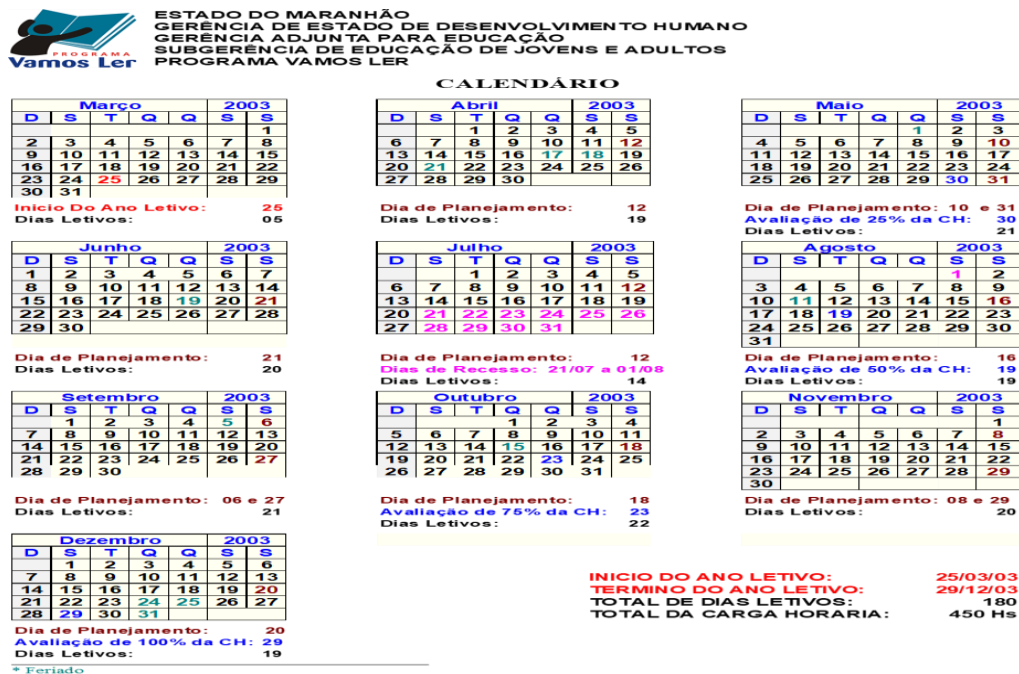 ESTADO DO MARANHÃO
GERÊNCIA DE ESTADO DE DESENVOLVIMENTO HUMANO
GERÊNCIA ADJUNTA PARA EDUCAÇÃO
SUBGERÊNCIA DE EDUCAÇÃO DE JOVENS E ADULTOS
PROGRAMA VAMOS LER
PROGRAMA
Vamos Ler
CALENDÁRIO
Março 2003
D S T Q Q S S
1
2 3 4 5 6 7 8
9 10 11 12 13 14 15
16 17 18 19 20 21 22
23 24 25 26 27 28 29
30 31
Inicio Do Ano Letivo: 25
Dias Letivos: 05
Abril 2003
D S T Q Q S S
1 2 3 4 5
6 7 8 9 10 11 12
13 14 15 16 17 18 19
20 21 22 23 24 25 26
27 28 29 30
Dia de Planejamento: 12
Dias Letivos: 19
Maio 2003
D S T Q Q S S
1 2 3
4 5 6 7 8 9 10
11 12 13 14 15 16 17
18 19 20 21 22 23 24
25 26 27 28 29 30 31
Dia de Planejamento: 10 e 31
Avaliação de 25% da CH: 30
Dias Letivos: 21
Junho 2003
D S T Q Q S S
1 2 3 4 5 6 7
8 9 10 11 12 13 14
15 16 17 18 19 20 21
22 23 24 25 26 27 28
29 30
Dia de Planejamento: 21
Dias Letivos: 20
Julho 2003
D S T Q Q S S
1 2 3 4 5
6 7 8 9 10 11 12
13 14 15 16 17 18 19
20 21 22 23 24 25 26
27 28 29 30 31
Dia de Planejamento: 12
Dias de Recesso: 21/07 a 01/08
Dias Letivos: 14
Agosto 2003
D S T Q Q S S
1 2
3 4 5 6 7 8 9
10 11 12 13 14 15 16
17 18 19 20 21 22 23
24 25 26 27 28 29 30
31
Dia de Planejamento: 16
Avaliação de 50% da CH: 19
Dias Letivos: 19
Setembro 2003
D S T Q Q S S
1 2 3 4 5 6
7 8 9 10 11 12 13
14 15 16 17 18 19 20
21 22 23 24 25 26 27
28 29 30
Dia de Planejamento: 06 e 27
Dias Letivos: 21
Outubro 2003
D S T Q Q S S
1 2 3 4
5 6 7 8 9 10 11
12 13 14 15 16 17 18
19 20 21 22 23 24 25
26 27 28 29 30 31
Dia de Planejamento: 18
Avaliação de 75% da CH: 23
Dias Letivos: 22
Novembro 2003
D S T Q Q S S
1
2 3 4 5 6 7 8
9 10 11 12 13 14 15
16 17 18 19 20 21 22
23 24 25 26 27 28 29
30
Dia de Planejamento: 08 e 29
Dias Letivos: 20
Dezembro 2003
D S T Q Q S S
1 2 3 4 5 6
7 8 9 10 11 12 13
14 15 16 17 18 19 20
21 22 23 24 25 26 27
28 29 30 31
Dia de Planejamento: 20
Avaliação de 100% da CH: 29
Dias Letivos: 19
* Feriado
INICIO DO ANO LETIVO: 25/03/03
TERMINO DO ANO LETIVO: 29/12/03
TOTAL DE DIAS LETIVOS: 180
TOTAL DA CARGA HORARIA: 450 Hs